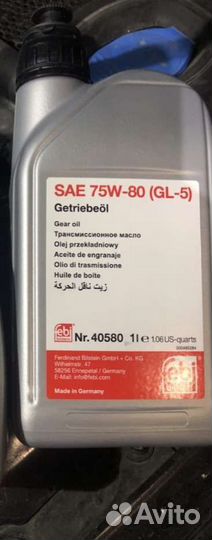 SAE 75W-80 (GL-5)
Getriebeöl
Gear oil
Трансмиссионное масло
Olej przekładniowy
Aceite de engranaje
Olio di trasmissione
Huile de boite
زيت ناقل الحركة
febi Nr. 40580 1l e 1.06 US-quarts
Ferdinand Bilstein GmbH + Co. KG
Wilhelmstr. 47
58256 Ennepetal / Germany
E-Mail: info@febi.com
Made in Germany
Avito